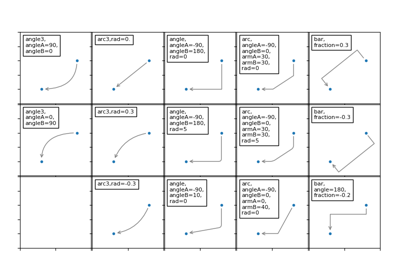 angle3,
angleA=90,
angleB=0
arc3,rad=0.
angle,
angleA=-90,
angleB=180,
rad=0
arc,
angleA=-90,
angleB=0,
armA=30,
armB=30,
rad=0
bar,
fraction=0.3
angle3,
angleA=0,
angleB=90
arc3,rad=0.3
angle,
angleA=-90,
angleB=180,
rad=5
arc,
angleA=-90,
angleB=0,
armA=30,
armB=30,
rad=5
bar,
fraction=-0.3
arc3,rad=-0.3
angle,
angleA=-90,
angleB=10,
rad=0
arc,
angleA=-90,
angleB=0,
armA=0,
armB=40,
rad=0
bar,
angle=180,
fraction=-0.2